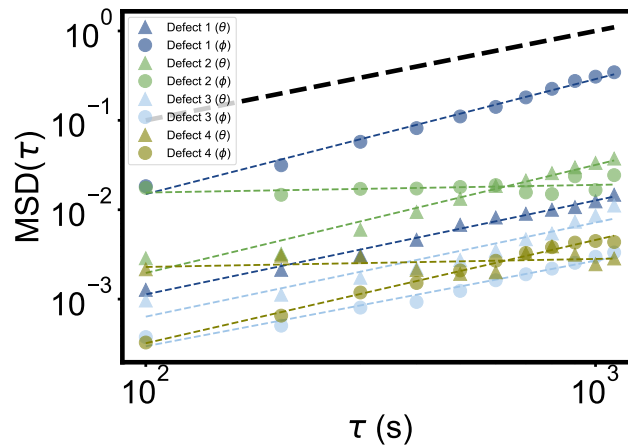 10⁰
10⁻¹
10⁻²
10⁻³
MSD(τ)
Defect 1 (θ)
Defect 1 (ϕ)
Defect 2 (θ)
Defect 2 (ϕ)
Defect 3 (θ)
Defect 3 (ϕ)
Defect 4 (θ)
Defect 4 (ϕ)
10² 10³
τ (s)